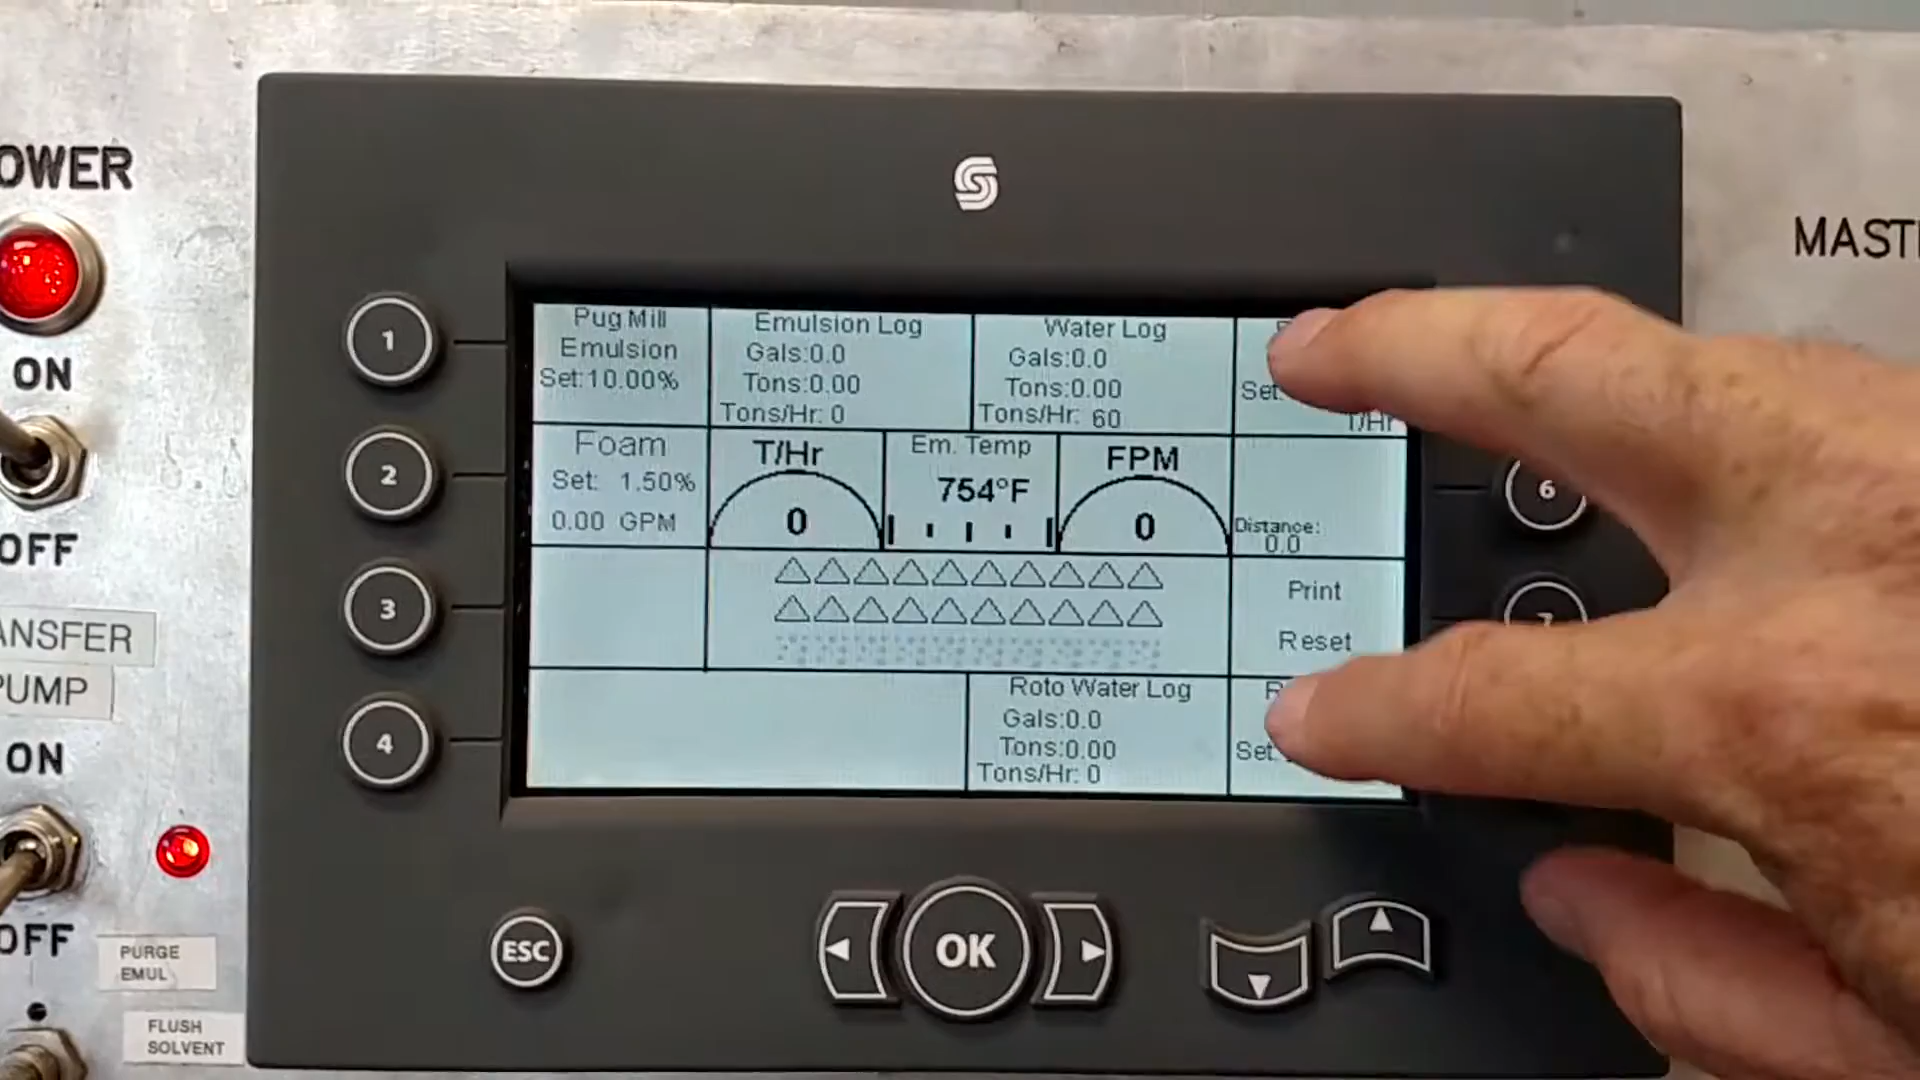 OWER
ON
OFF
ANSFER
PUMP
ON
OFF
PURGE
EMUL
FLUSH
SOLVENT
1
2
3
4
Pug Mill
Emulsion
Set:10.00%
Emulsion Log
Gals:0.0
Tons:0.00
Tons/Hr: 0
Water Log
Gals:0.0
Tons:0.00
Tons/Hr: 60
Set:
T/Hr
Foam
Set: 1.50%
0.00 GPM
T/Hr
0
Em. Temp
754°F
FPM
0
Distance:
0.0
Print
Reset
Roto Water Log
Gals:0.0
Tons:0.00
Tons/Hr: 0
Set:
6
7
ESC
OK
MAST